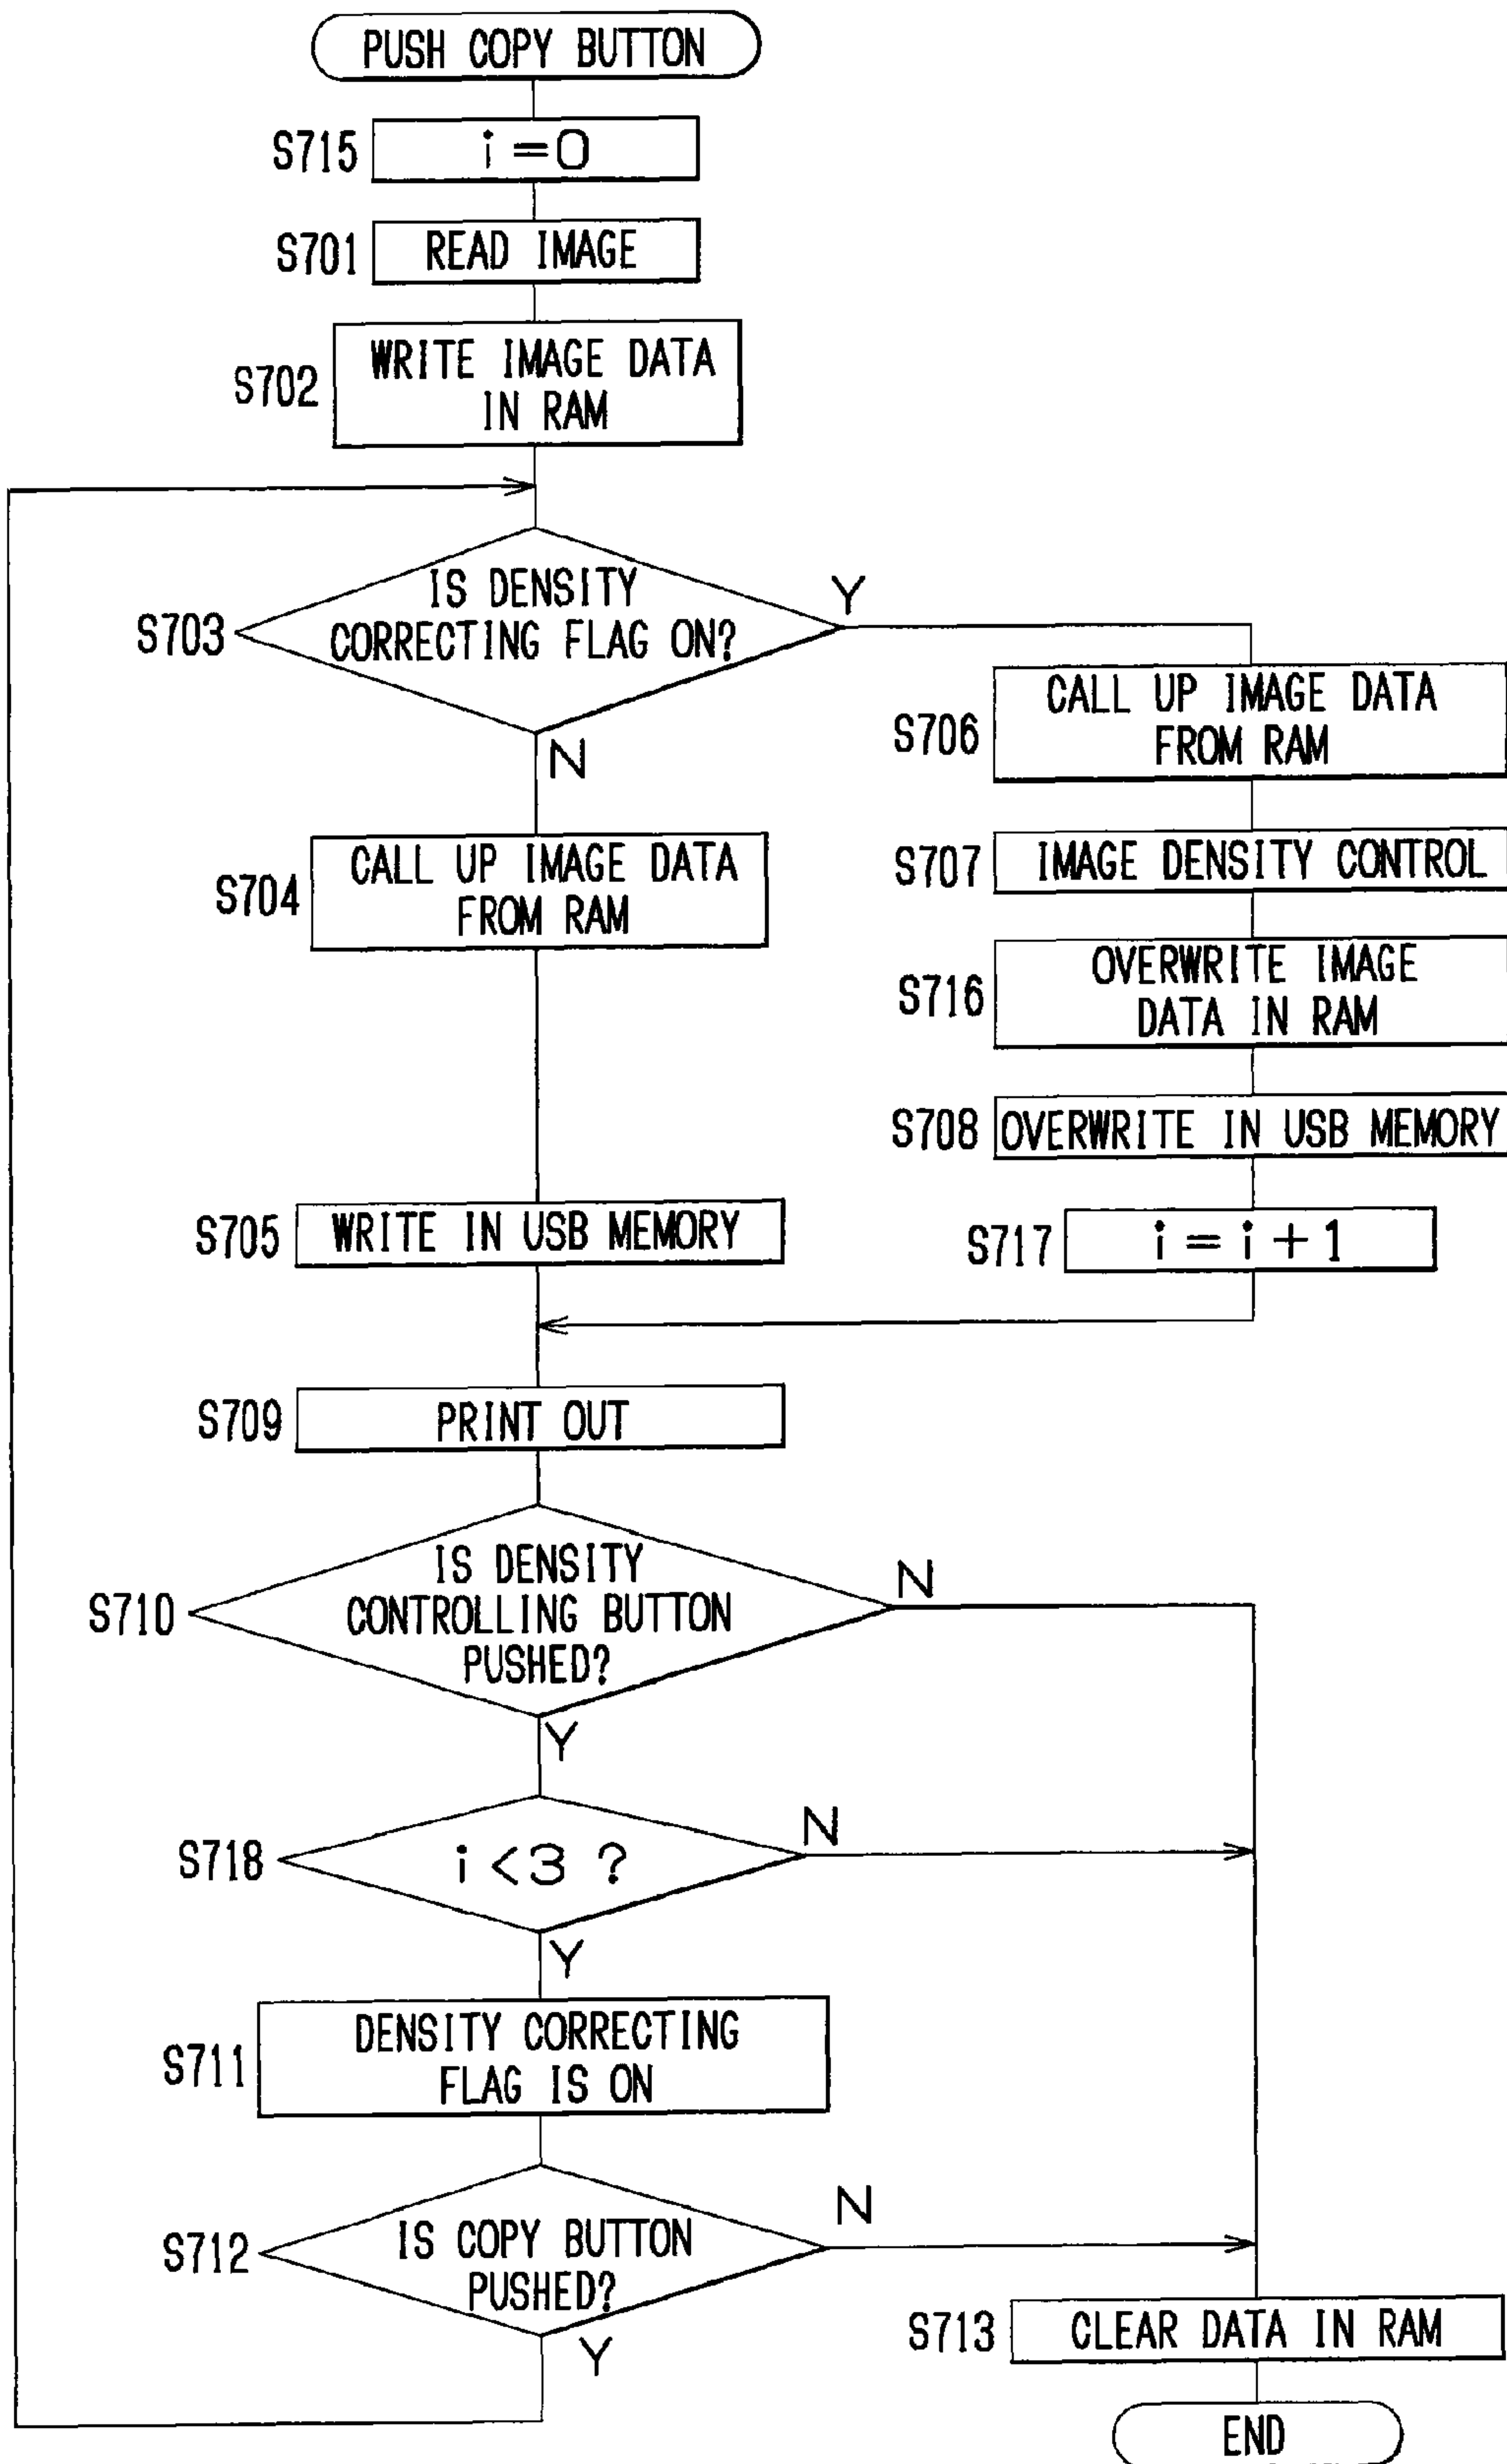 PUSH COPY BUTTON
S715
i = 0
S701
READ IMAGE
S702
WRITE IMAGE DATA
IN RAM
S703
IS DENSITY
CORRECTING FLAG ON?
Y
N
S706
CALL UP IMAGE DATA
FROM RAM
S704
CALL UP IMAGE DATA
FROM RAM
S707
IMAGE DENSITY CONTROL
S716
OVERWRITE IMAGE
DATA IN RAM
S708
OVERWRITE IN USB MEMORY
S705
WRITE IN USB MEMORY
S717
i = i + 1
S709
PRINT OUT
S710
IS DENSITY
CONTROLLING BUTTON
PUSHED?
N
Y
S718
i < 3 ?
N
Y
S711
DENSITY CORRECTING
FLAG IS ON
S712
IS COPY BUTTON
PUSHED?
N
Y
S713
CLEAR DATA IN RAM
END